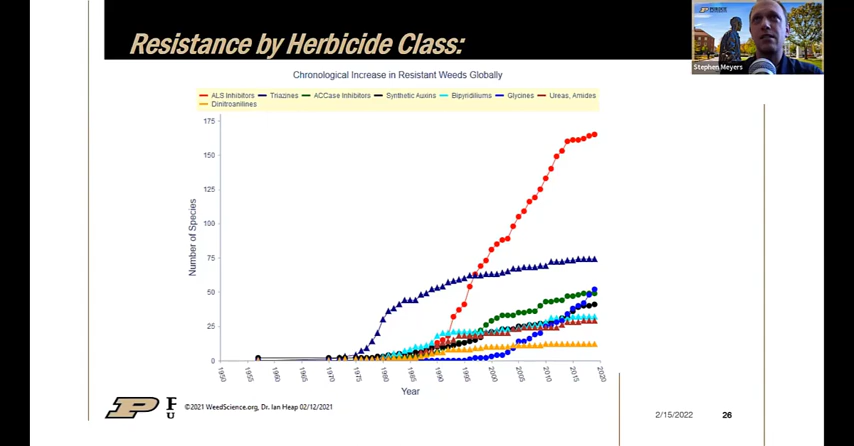 PURDUE
Resistance by Herbicide Class:
Stephen Meyers
Chronological Increase in Resistant Weeds Globally
ALS Inhibitors Triazines ACCase Inhibitors Synthetic Auxins Bipyridiliums Glycines Ureas, Amides
Dinitroanilines
175
150
125
100
75
50
25
0
Number of Species
1950 1955 1960 1965 1970 1975 1980 1985 1990 1995 2000 2005 2010 2015 2020
Year
P F U
©2021 WeedScience.org, Dr. Ian Heap 02/12/2021
2/15/2022
26